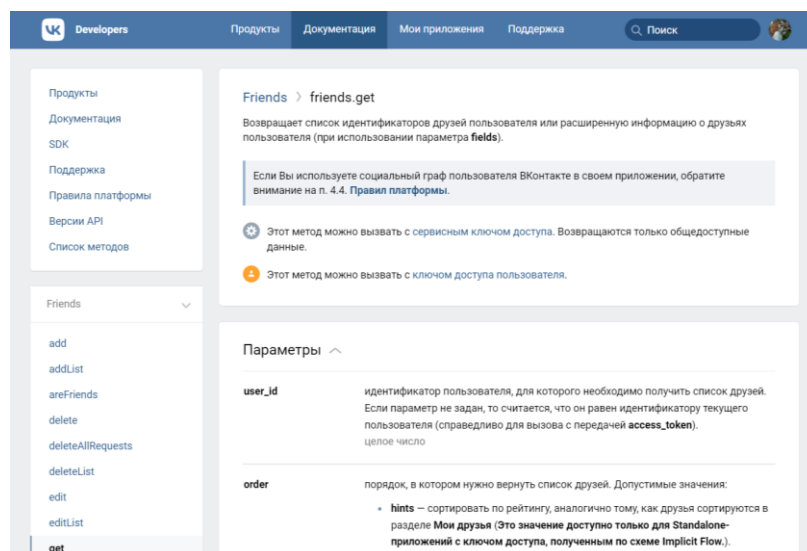 Developers
Продукты
Документация
Мои приложения
Поддержка
Поиск
Продукты
Документация
SDK
Поддержка
Правила платформы
Версии API
Список методов
Friends
add
addList
areFriends
delete
deleteAllRequests
deleteList
edit
editList
get
Friends > friends.get
Возвращает список идентификаторов друзей пользователя или расширенную информацию о друзьях
пользователя (при использовании параметра fields).
Если Вы используете социальный граф пользователя ВКонтакте в своем приложении, обратите
внимание на п. 4.4. Правил платформы.
Этот метод можно вызвать с сервисным ключом доступа. Возвращаются только общедоступные
данные.
Этот метод можно вызвать с ключом доступа пользователя.
Параметры
user_id
идентификатор пользователя, для которого необходимо получить список друзей.
Если параметр не задан, то считается, что он равен идентификатору текущего
пользователя (справедливо для вызова с передачей access_token).
целое число
order
порядок, в котором нужно вернуть список друзей. Допустимые значения:
• hints — сортировать по рейтингу, аналогично тому, как друзья сортируются в
разделе Мои друзья (Это значение доступно только для Standalone-
приложений с ключом доступа, полученным по схеме Implicit Flow.).